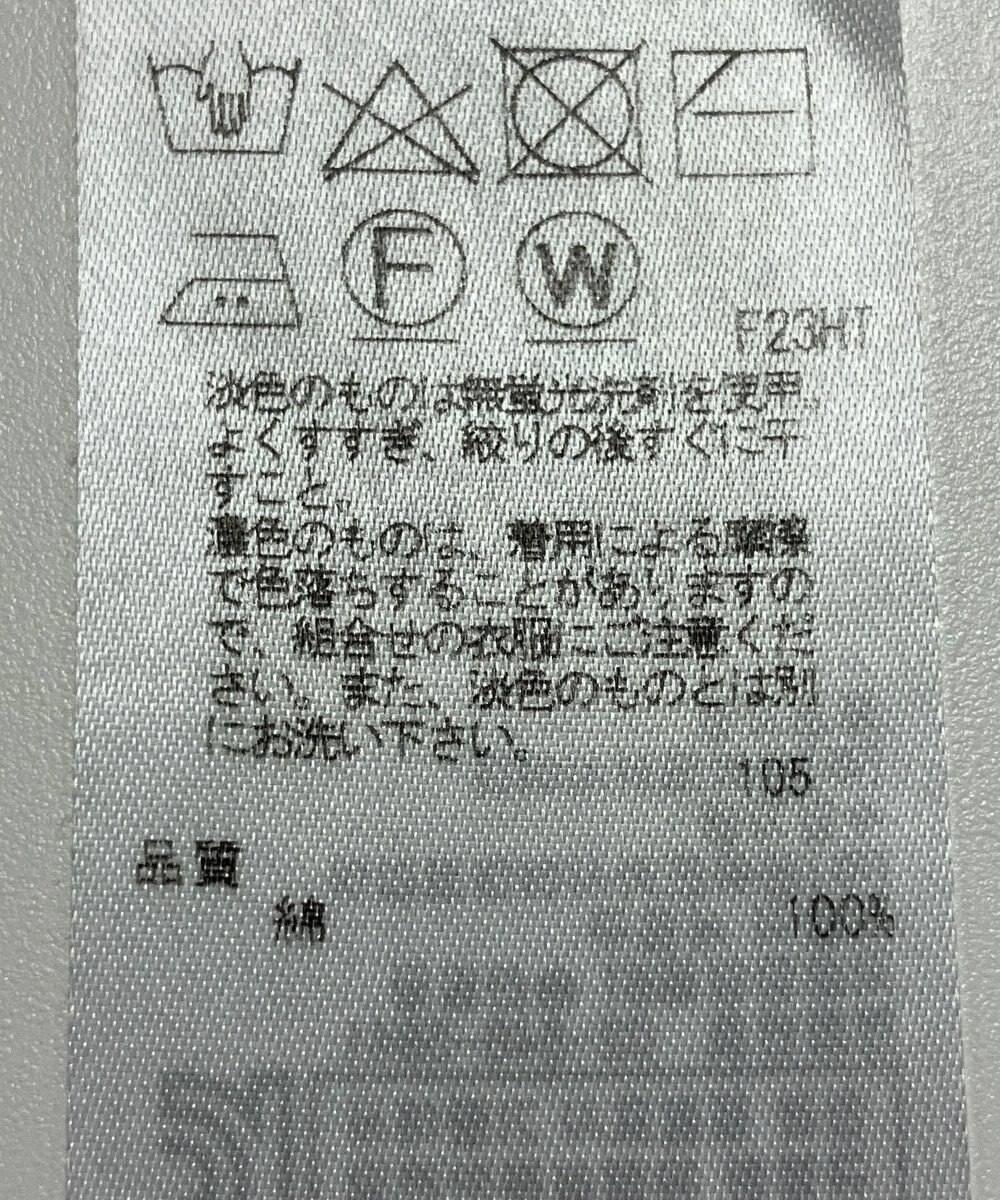 F W
F23HT
淡色のものは無蛍光洗剤を使用、
よくすすぎ、絞りの後すぐに干
すこと。
濃色のものは、着用による摩擦
で色落ちすることがありますの
で、組合せの衣服にご注意くだ
さい。また、淡色のものとは別
にお洗い下さい。
105
品質
綿 100%